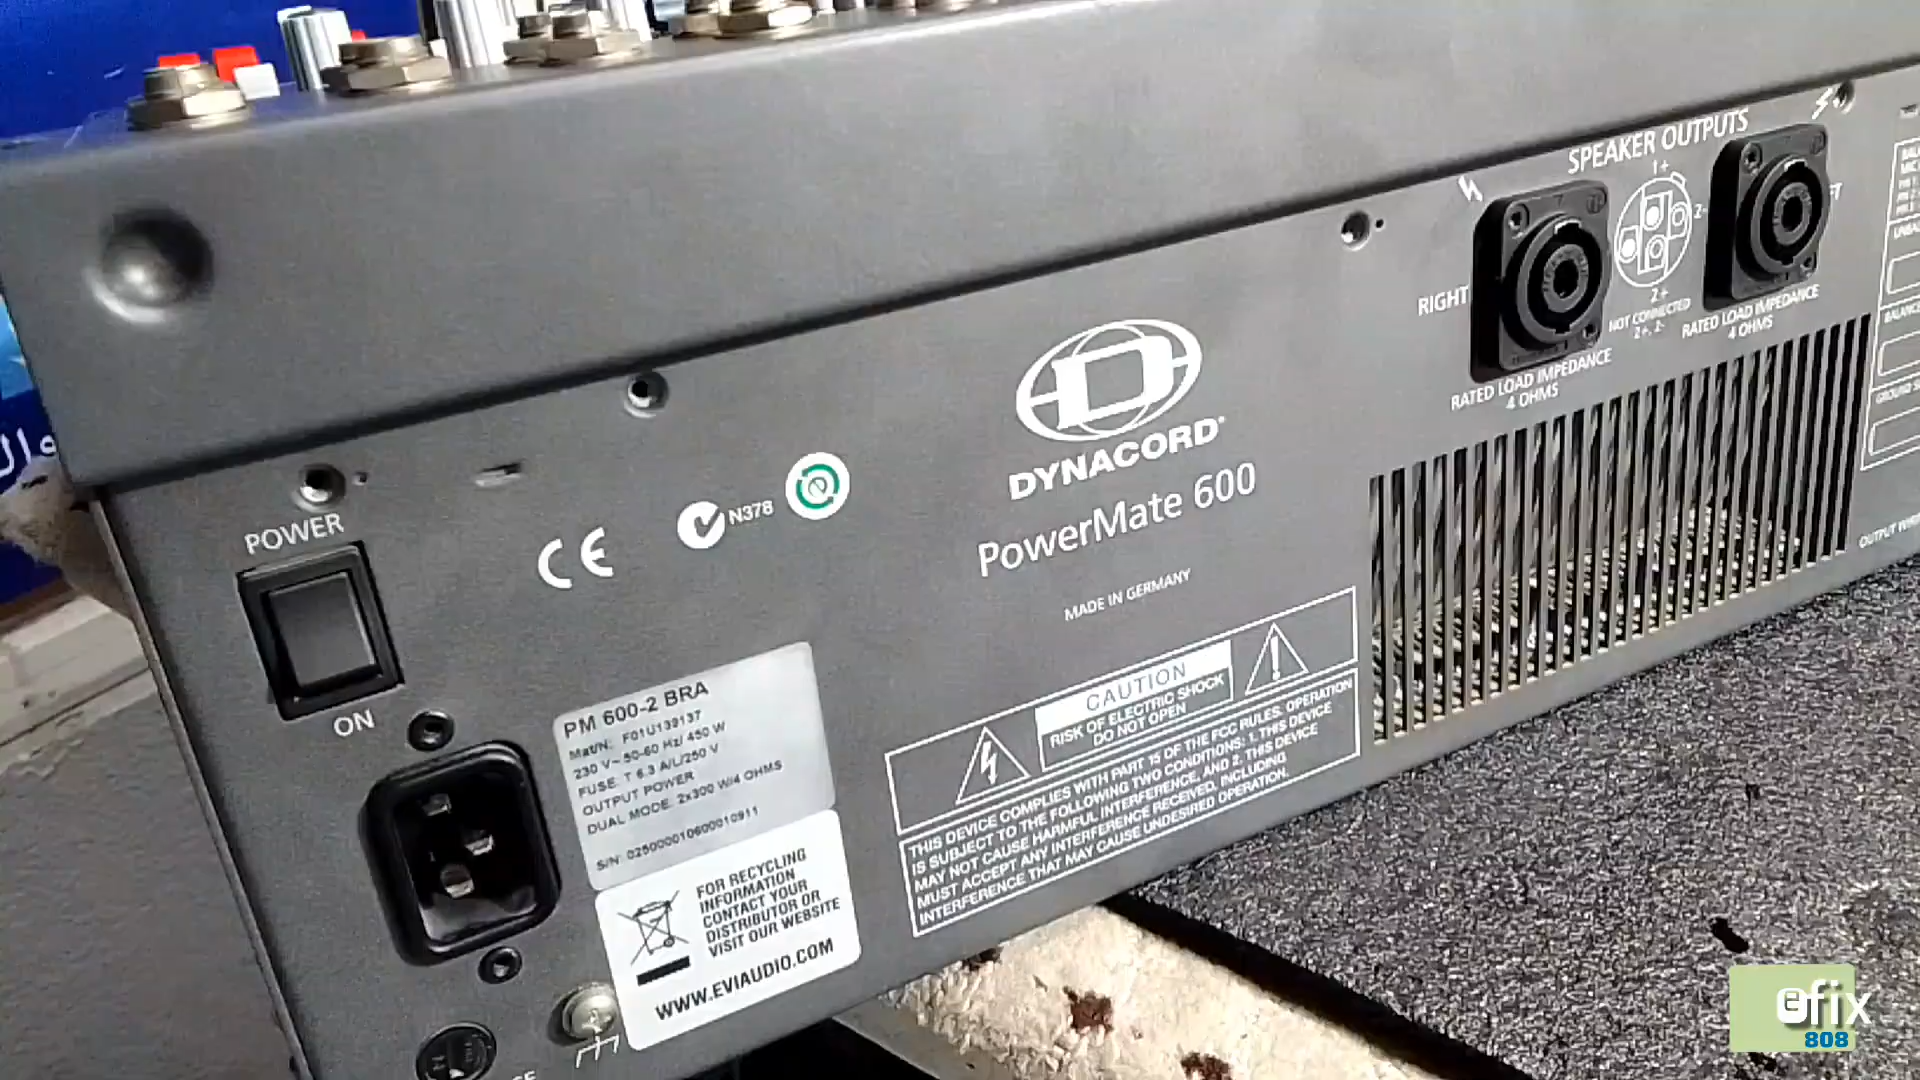 SPEAKER OUTPUTS
1+
2-
2+
NOT CONNECTED
2+, 2-
RIGHT
RATED LOAD IMPEDANCE
4 OHMS
RATED LOAD IMPEDANCE
4 OHMS
OUTPUT
DYNACORD
PowerMate 600
MADE IN GERMANY
POWER
ON
CE
N378
PM 600-2 BRA
Mat/N: F01U139137
230 V~ 50-60 Hz/ 450 W
FUSE: T 6.3 A/L/250 V
OUTPUT POWER
DUAL MODE: 2x300 W/4 OHMS
S/N: 02500010600010911
FOR RECYCLING
INFORMATION
CONTACT YOUR
DISTRIBUTOR OR
VISIT OUR WEBSITE
WWW.EVIAUDIO.COM
CAUTION
RISK OF ELECTRIC SHOCK
DO NOT OPEN
THIS DEVICE COMPLIES WITH PART 15 OF THE FCC RULES. OPERATION
IS SUBJECT TO THE FOLLOWING TWO CONDITIONS: 1. THIS DEVICE
MAY NOT CAUSE HARMFUL INTERFERENCE, AND 2. THIS DEVICE
MUST ACCEPT ANY INTERFERENCE RECEIVED, INCLUDING
INTERFERENCE THAT MAY CAUSE UNDESIRED OPERATION.
efix
808